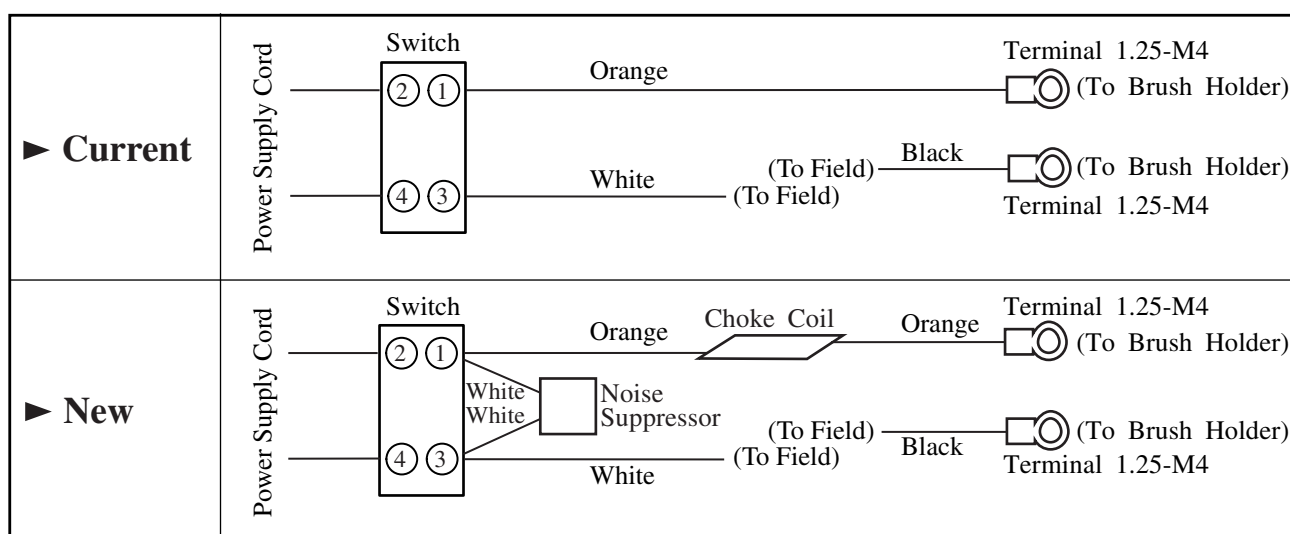 ► Current
Power Supply Cord
Switch
2 1
4 3
Orange
White
(To Field)
(To Field)
Black
Terminal 1.25-M4
(To Brush Holder)
(To Brush Holder)
Terminal 1.25-M4
► New
Power Supply Cord
Switch
2 1
4 3
Orange
Choke Coil
Orange
White
White
Noise
Suppressor
White
(To Field)
(To Field)
Black
Terminal 1.25-M4
(To Brush Holder)
(To Brush Holder)
Terminal 1.25-M4